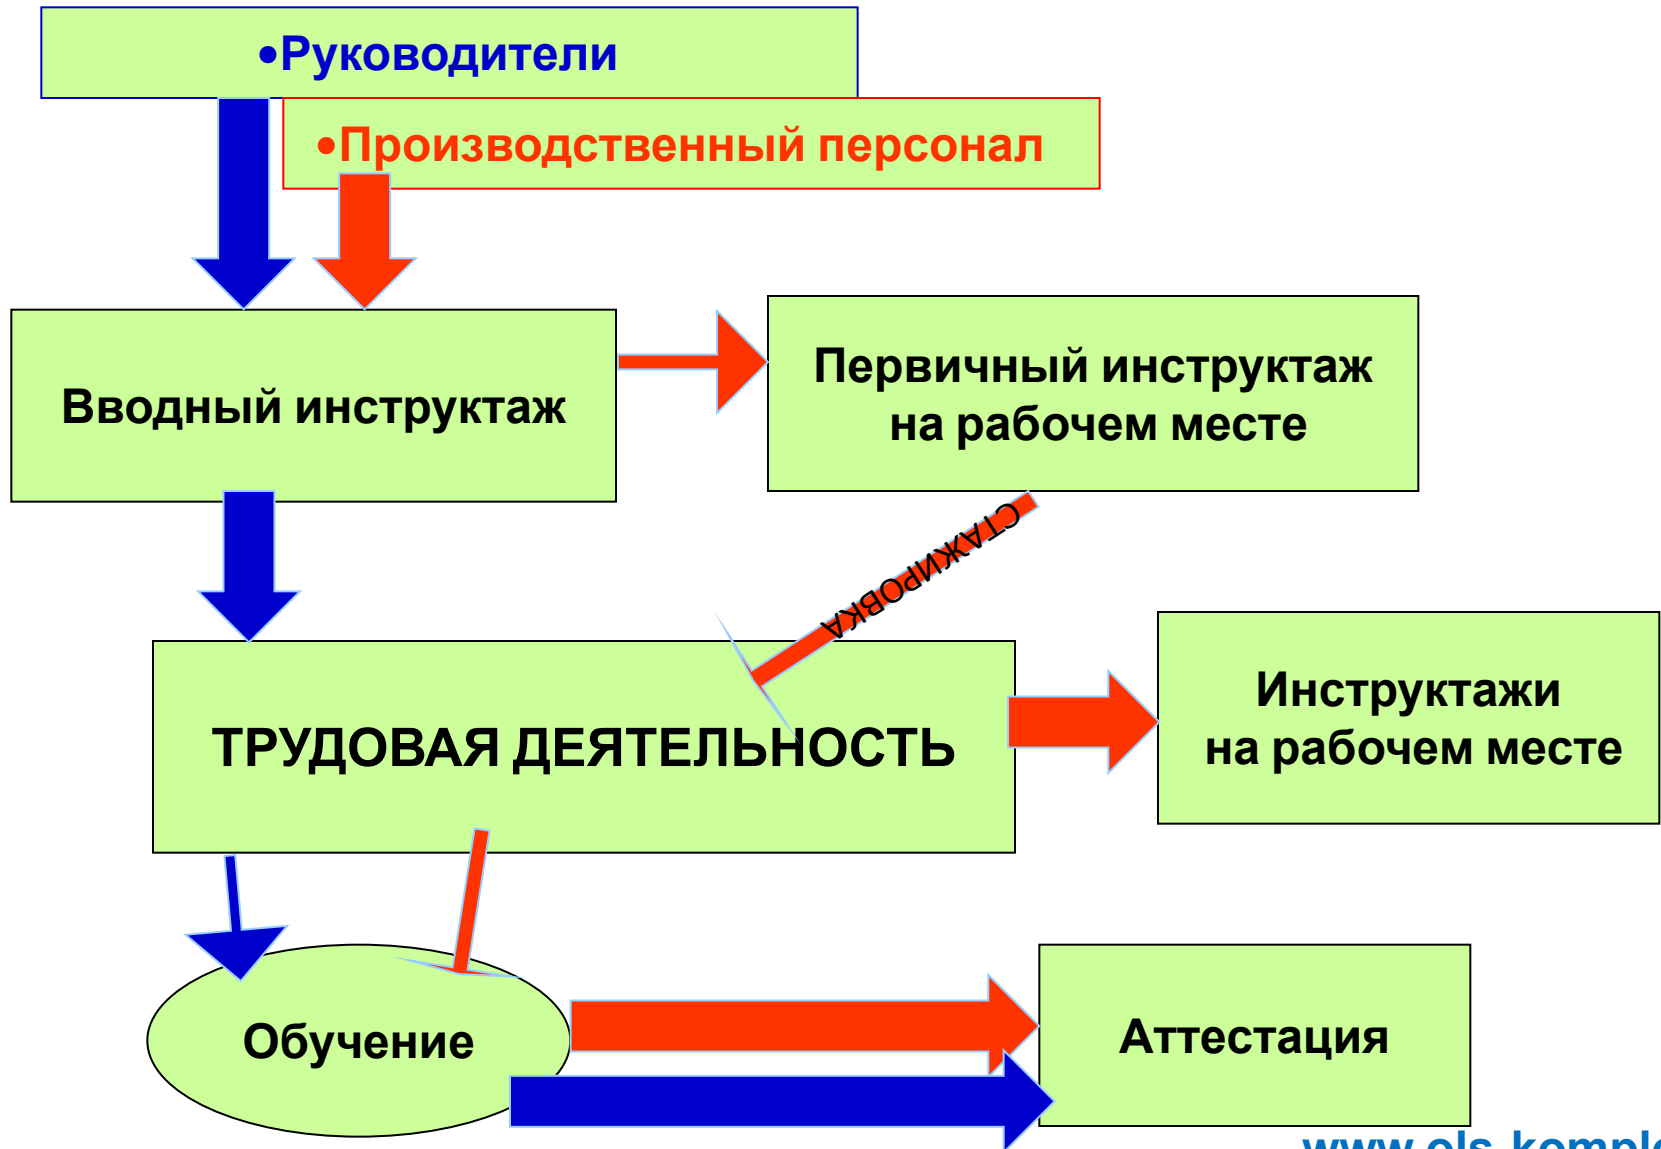 •Руководители
•Производственный персонал
Вводный инструктаж
Первичный инструктаж
на рабочем месте
СТАЖИРОВКА
ТРУДОВАЯ ДЕЯТЕЛЬНОСТЬ
Инструктажи
на рабочем месте
Обучение
Аттестация